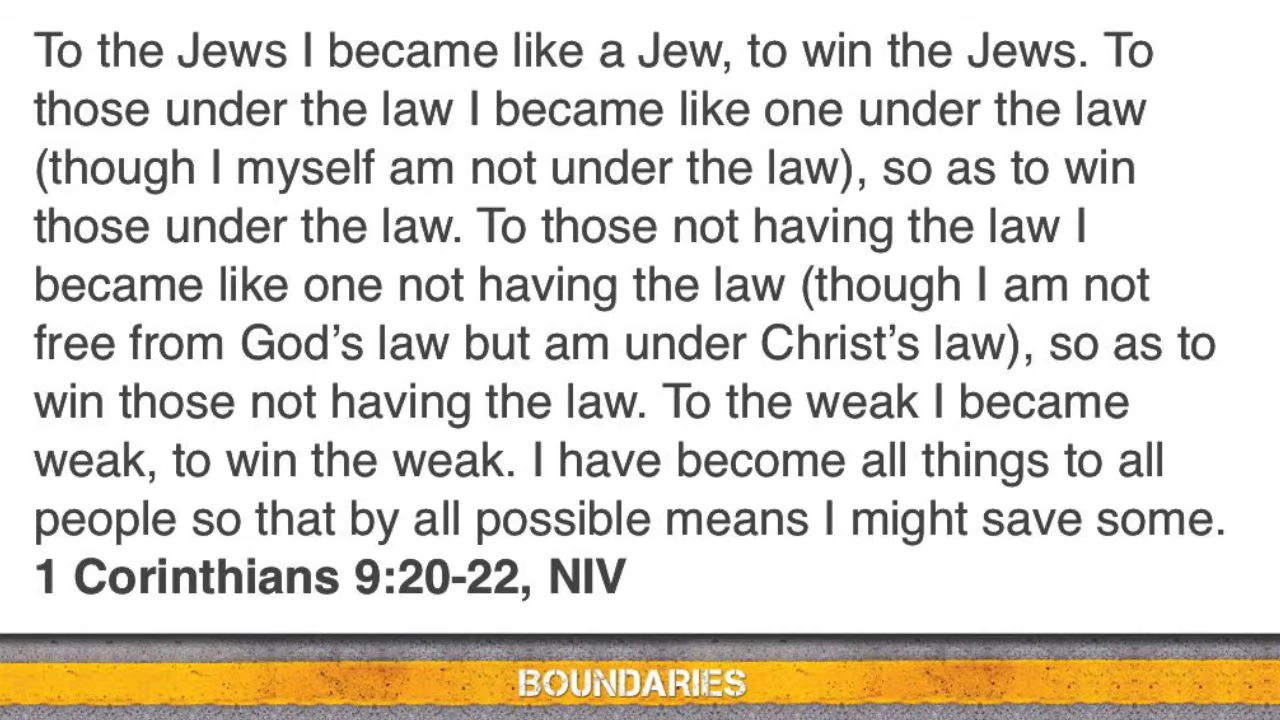 To the Jews I became like a Jew, to win the Jews. To
those under the law I became like one under the law
(though I myself am not under the law), so as to win
those under the law. To those not having the law I
became like one not having the law (though I am not
free from God’s law but am under Christ’s law), so as to
win those not having the law. To the weak I became
weak, to win the weak. I have become all things to all
people so that by all possible means I might save some.
1 Corinthians 9:20-22, NIV
BOUNDARIES